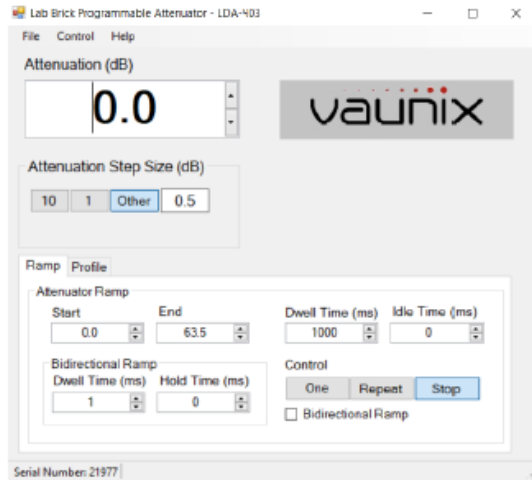 Lab Brick Programmable Attenuator - LDA-403
File Control Help
Attenuation (dB)
0.0
vaunix
Attenuation Step Size (dB)
10 1 Other 0.5
Ramp Profile
Attenuator Ramp
Start End Dwell Time (ms) Idle Time (ms)
0.0 63.5 1000 0
Bidirectional Ramp Control
Dwell Time (ms) Hold Time (ms)
One Repeat Stop
1 0
Bidirectional Ramp
Serial Number: 21977